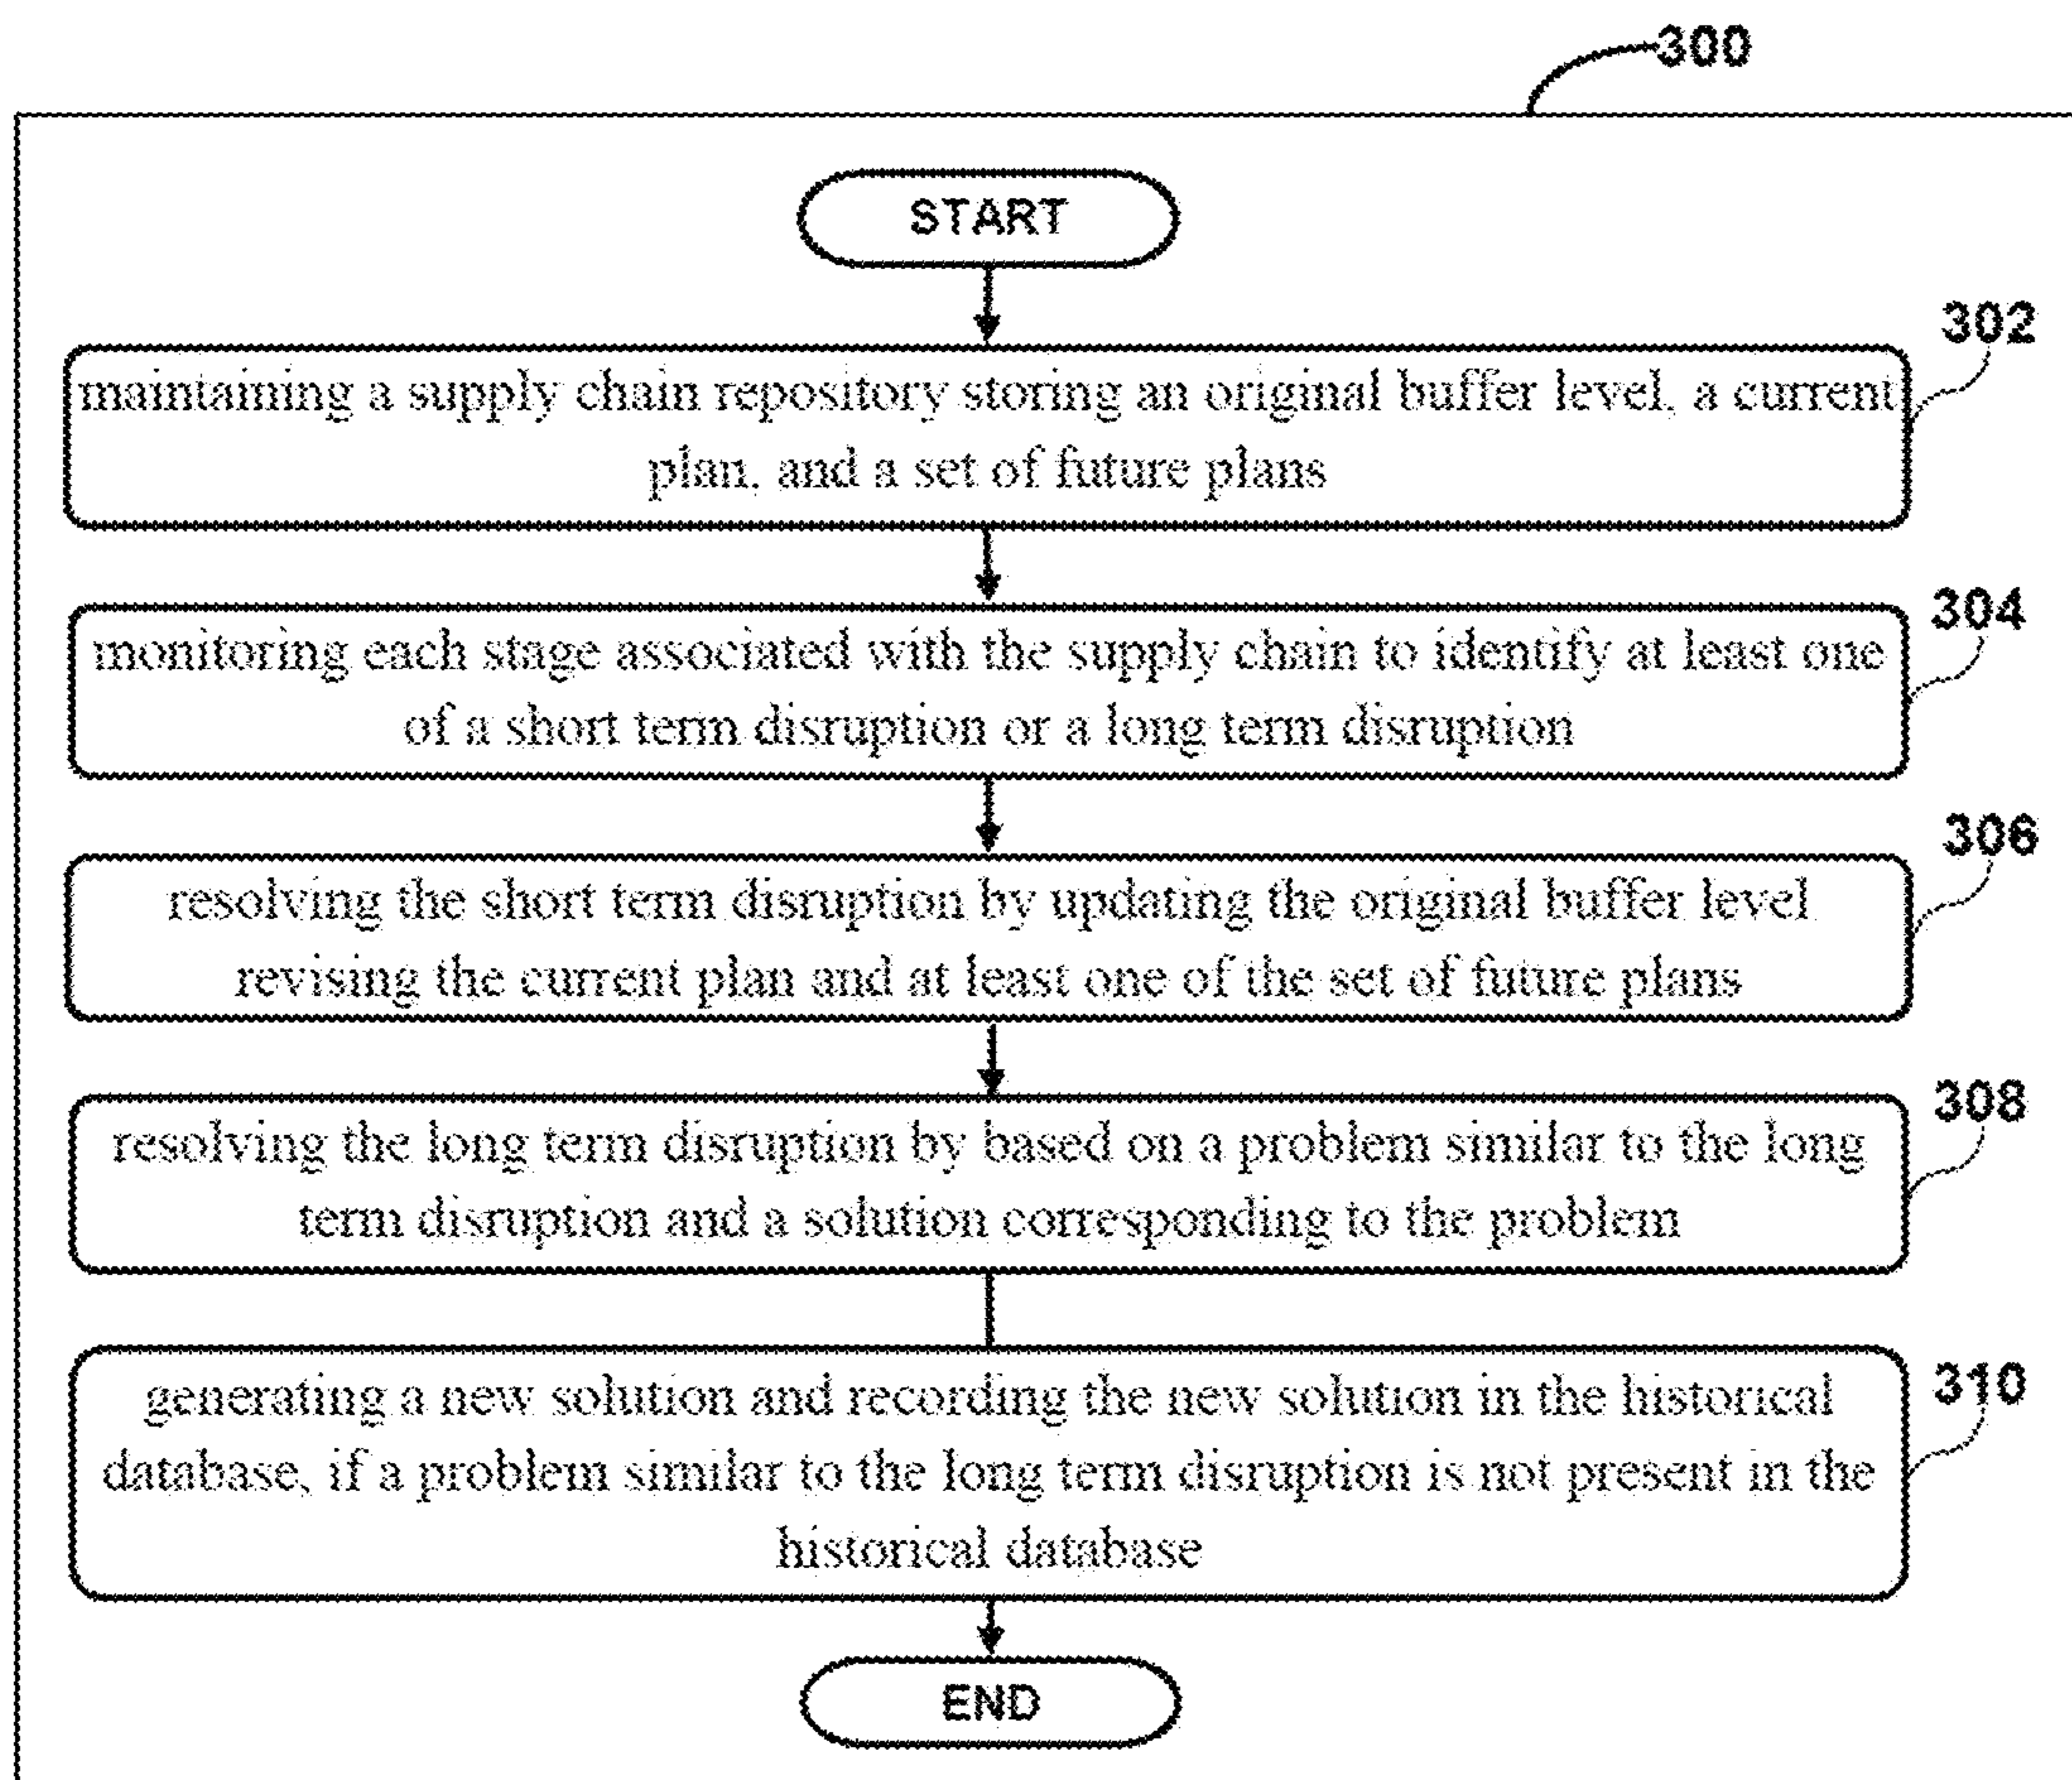 300
START
302
maintaining a supply chain repository storing an original buffer level, a current
plan, and a set of future plans
304
monitoring each stage associated with the supply chain to identify at least one
of a short term disruption or a long term disruption
306
resolving the short term disruption by updating the original buffer level
revising the current plan and at least one of the set of future plans
308
resolving the long term disruption by based on a problem similar to the long
term disruption and a solution corresponding to the problem
310
generating a new solution and recording the new solution in the historical
database, if a problem similar to the long term disruption is not present in the
historical database
END